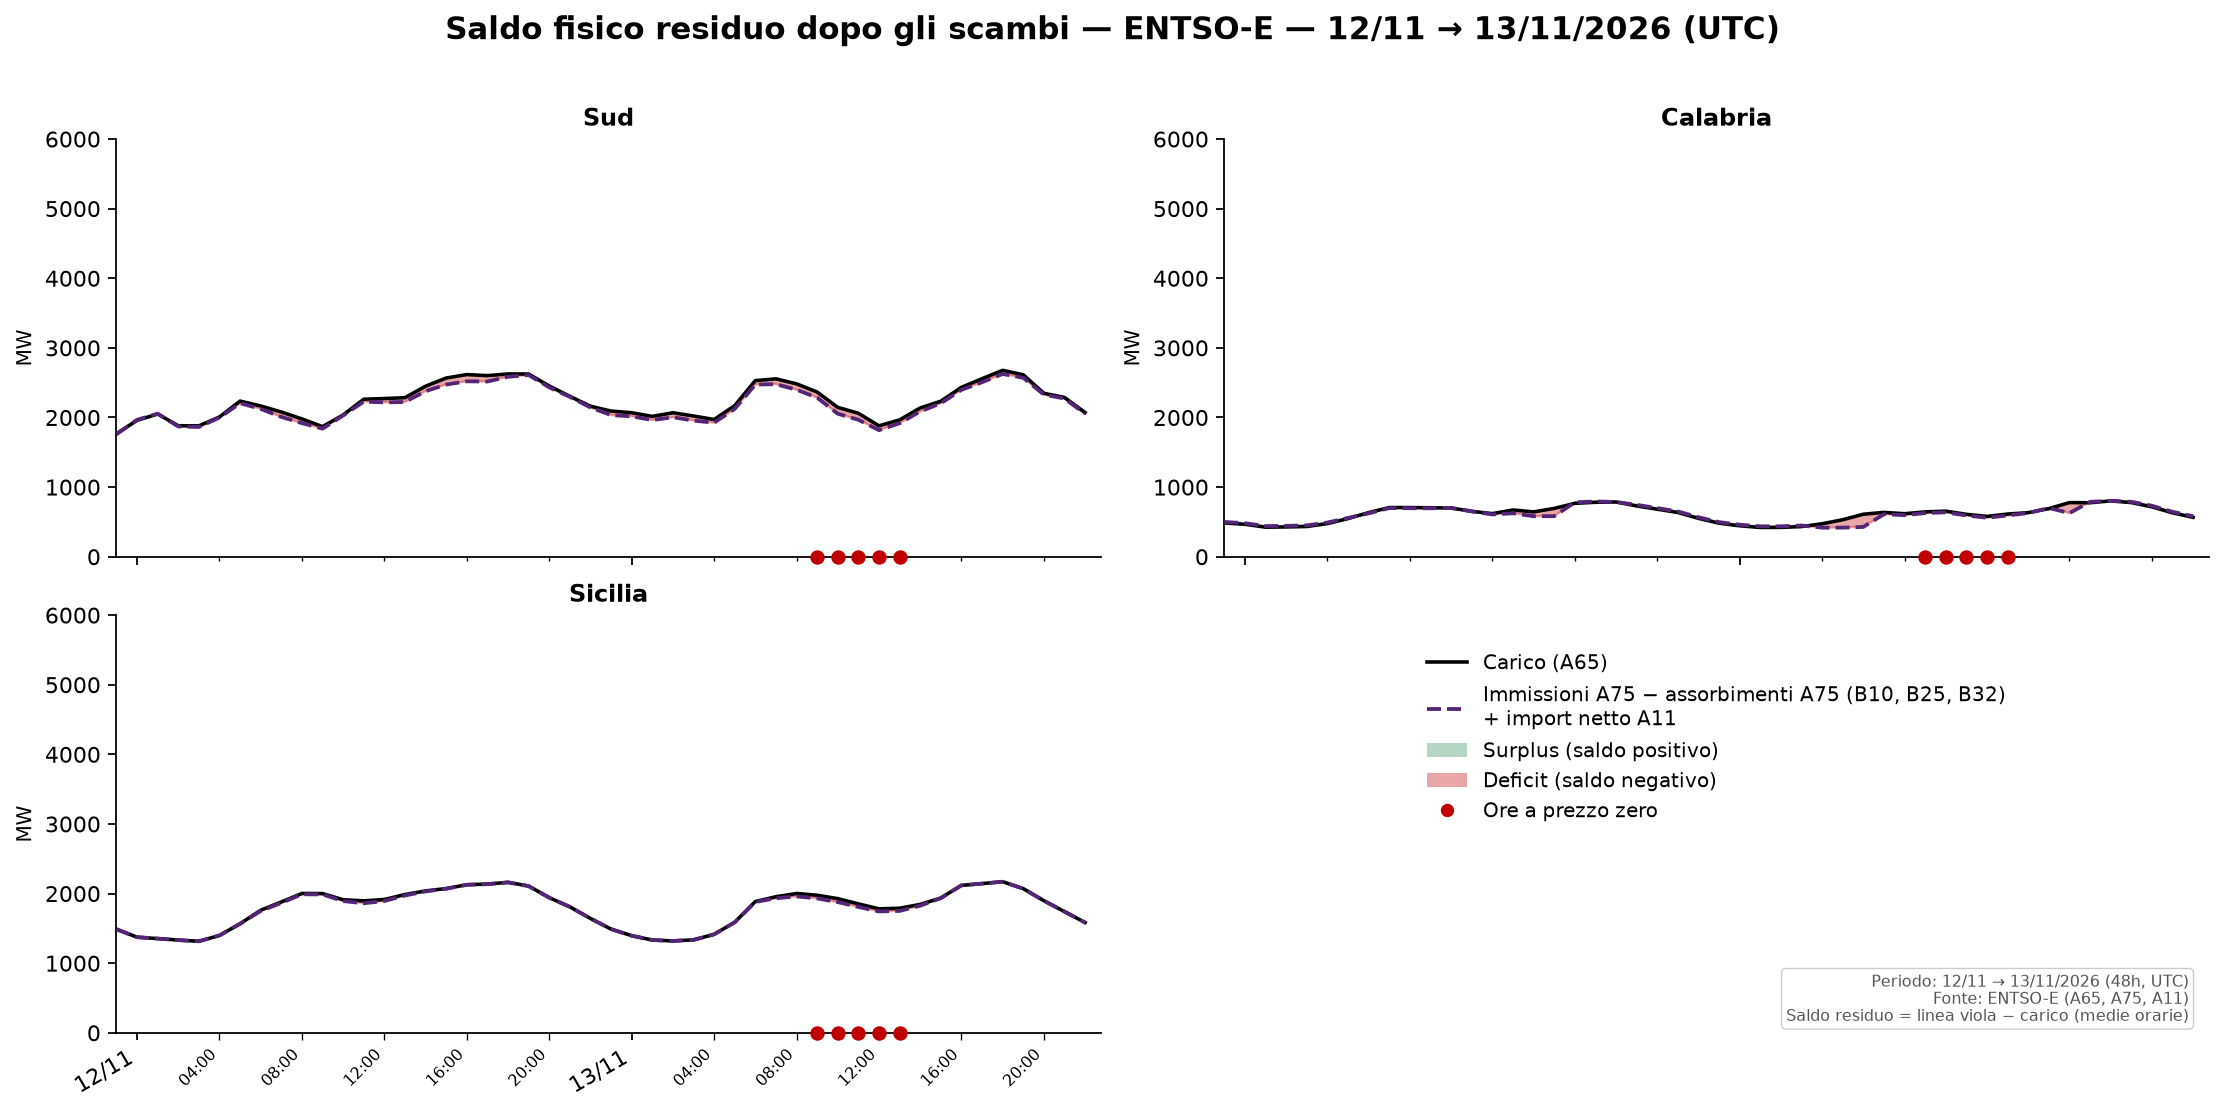 Saldo fisico residuo dopo gli scambi — ENTSO-E — 12/11 → 13/11/2026 (UTC)
Sud
6000
5000
4000
3000
2000
1000
0
MW
Calabria
6000
5000
4000
3000
2000
1000
0
MW
Sicilia
6000
5000
4000
3000
2000
1000
0
MW
12/11
04:00
08:00
12:00
16:00
20:00
13/11
04:00
08:00
12:00
16:00
20:00
Carico (A65)
Immissioni A75 − assorbimenti A75 (B10, B25, B32)
+ import netto A11
Surplus (saldo positivo)
Deficit (saldo negativo)
Ore a prezzo zero
Periodo: 12/11 → 13/11/2026 (48h, UTC)
Fonte: ENTSO-E (A65, A75, A11)
Saldo residuo = linea viola − carico (medie orarie)